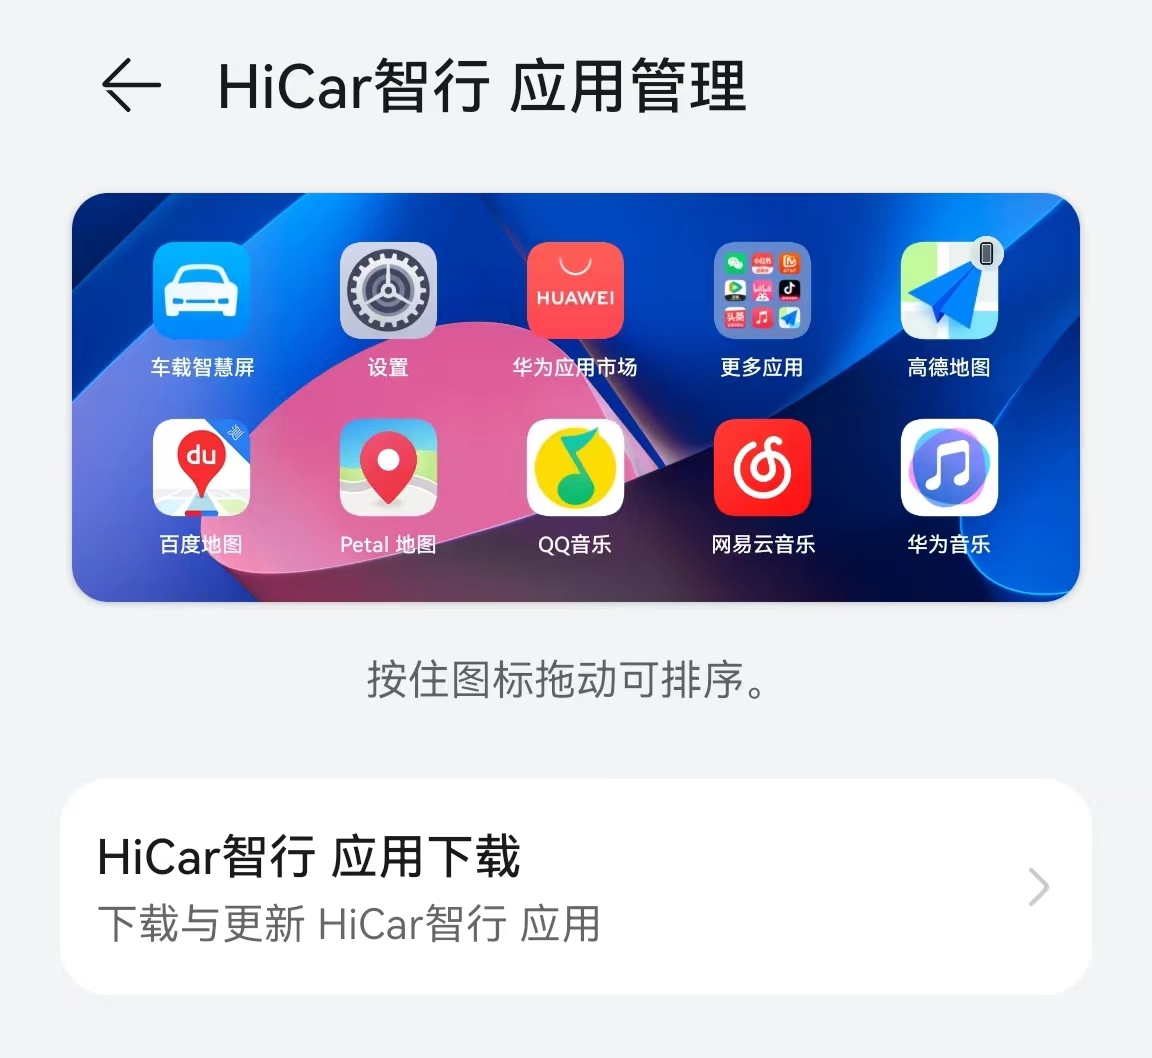 HiCar智行 应用管理
HUAWEI
车载智慧屏
设置
华为应用市场
更多应用
高德地图
du
测
百度地图
Petal 地图
QQ音乐
网易云音乐
华为音乐
按住图标拖动可排序。
HiCar智行 应用下载
下载与更新 HiCar智行 应用